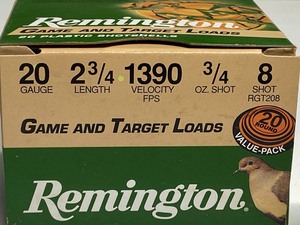 Remington
GAME AND TARGET LOADS
PLASTIC SHOTSHELLS
20 2 3/4 1390 3/4 8
GAUGE LENGTH VELOCITY OZ. SHOT SHOT
FPS RGT208
GAME AND TARGET LOADS
20
ROUND
VALUE-PACK
Remington.